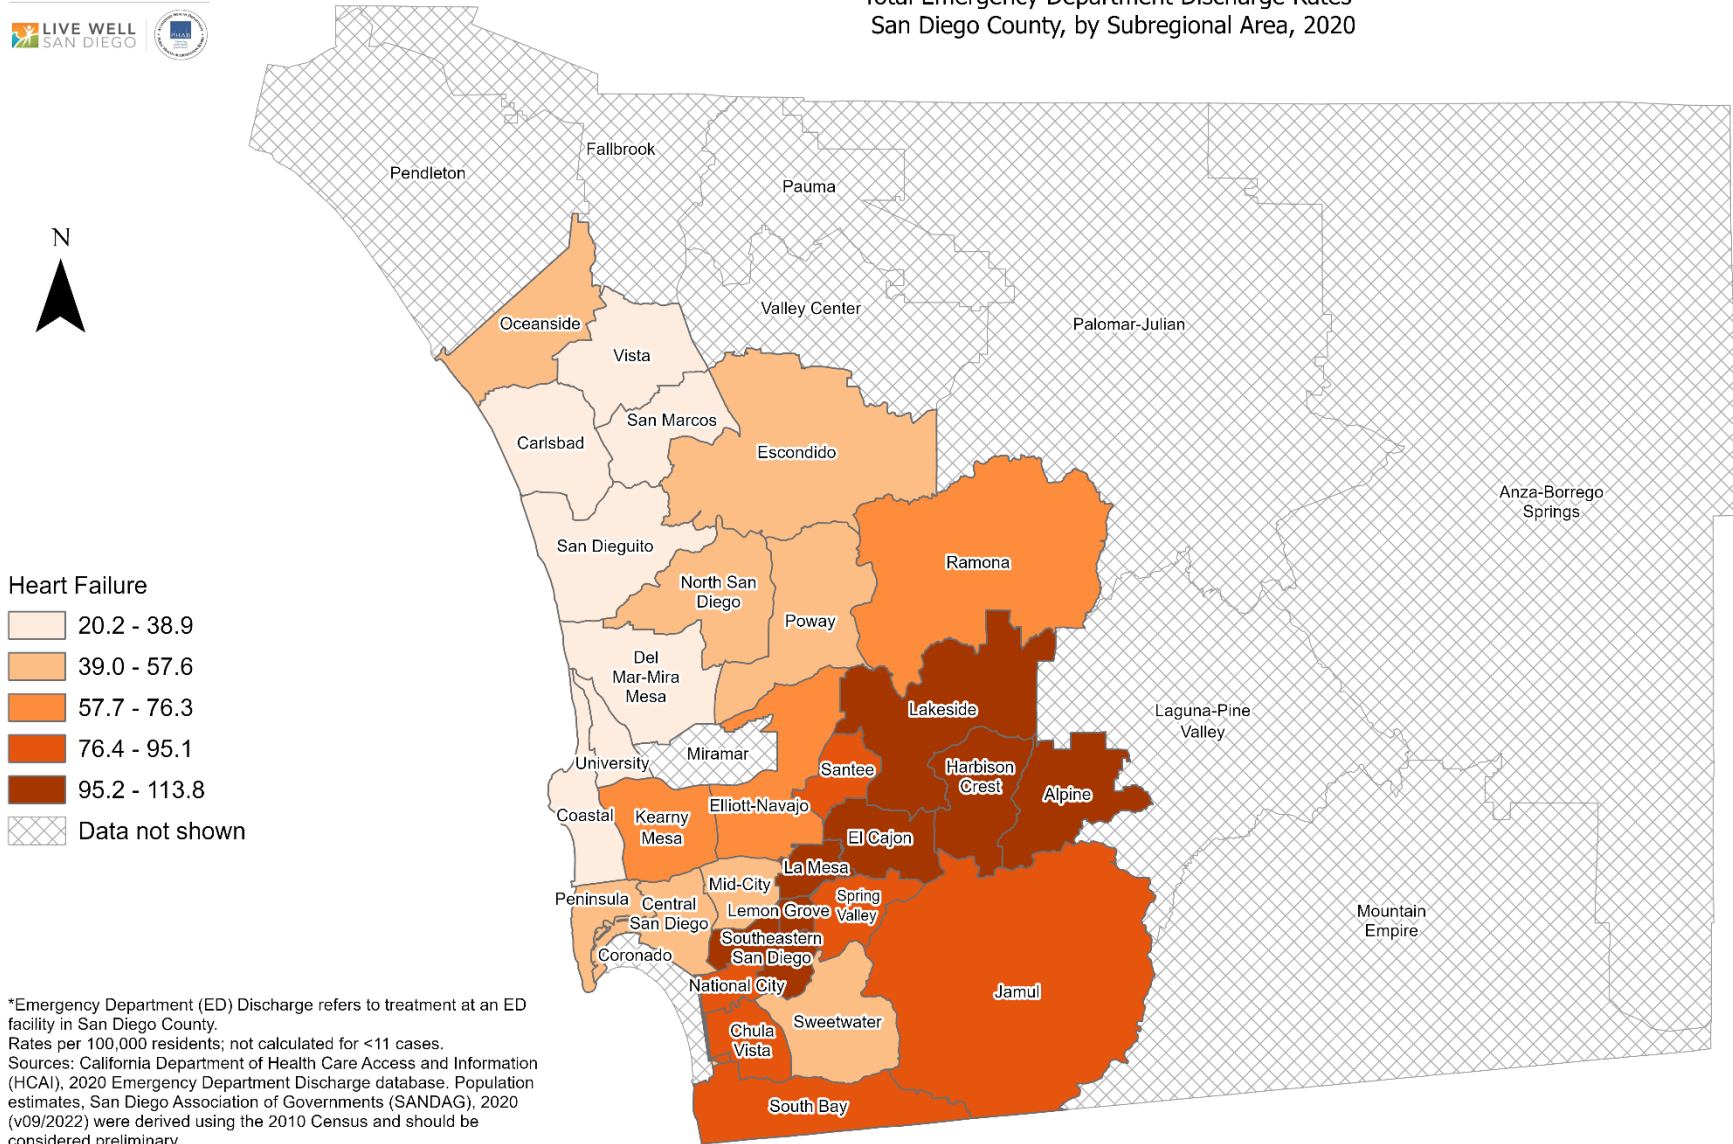 LIVE WELL
SAN DIEGO
PHAB
Total Emergency Department Discharge Rates
San Diego County, by Subregional Area, 2020
N
Pendleton
Fallbrook
Pauma
Valley Center
Palomar-Julian
Oceanside
Vista
San Marcos
Carlsbad
Escondido
Anza-Borrego
Springs
San Dieguito
Ramona
North San
Diego
Poway
Del
Mar-Mira
Mesa
Lakeside
Laguna-Pine
Valley
Miramar
University
Santee
Harbison
Crest
Alpine
Coastal
Kearny
Mesa
Elliott-Navajo
El Cajon
La Mesa
Mid-City
Peninsula
Central
San Diego
Lemon Grove
Spring
Valley
Mountain
Empire
Southeastern
San Diego
Coronado
National City
Jamul
Sweetwater
Chula
Vista
South Bay
Heart Failure
20.2 - 38.9
39.0 - 57.6
57.7 - 76.3
76.4 - 95.1
95.2 - 113.8
Data not shown
*Emergency Department (ED) Discharge refers to treatment at an ED
facility in San Diego County.
Rates per 100,000 residents; not calculated for <11 cases.
Sources: California Department of Health Care Access and Information
(HCAI), 2020 Emergency Department Discharge database. Population
estimates, San Diego Association of Governments (SANDAG), 2020
(v09/2022) were derived using the 2010 Census and should be
considered preliminary